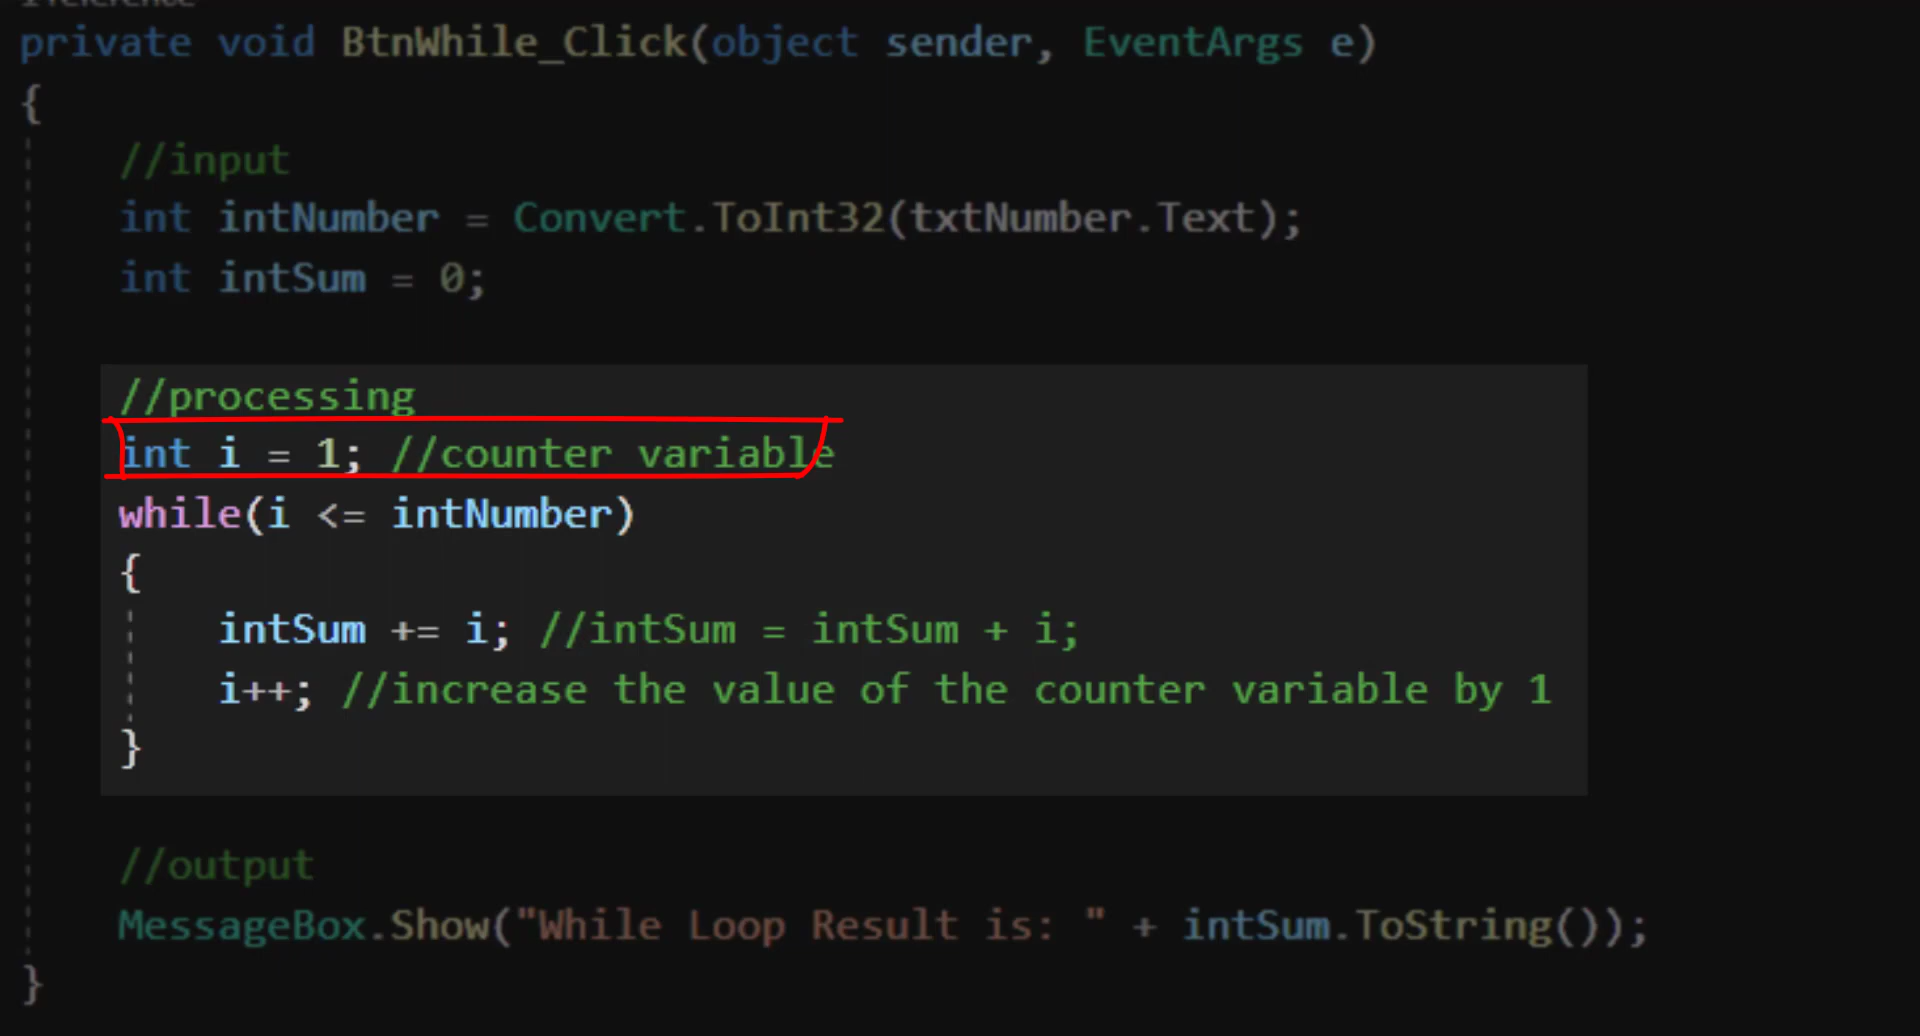 private void BtnWhile_Click(object sender, EventArgs e)
{
//input
int intNumber = Convert.ToInt32(txtNumber.Text);
int intSum = 0;
//processing
int i = 1; //counter variable
while(i <= intNumber)
{
intSum += i; //intSum = intSum + i;
i++; //increase the value of the counter variable by 1
}
//output
MessageBox.Show("While Loop Result is: " + intSum.ToString());
}